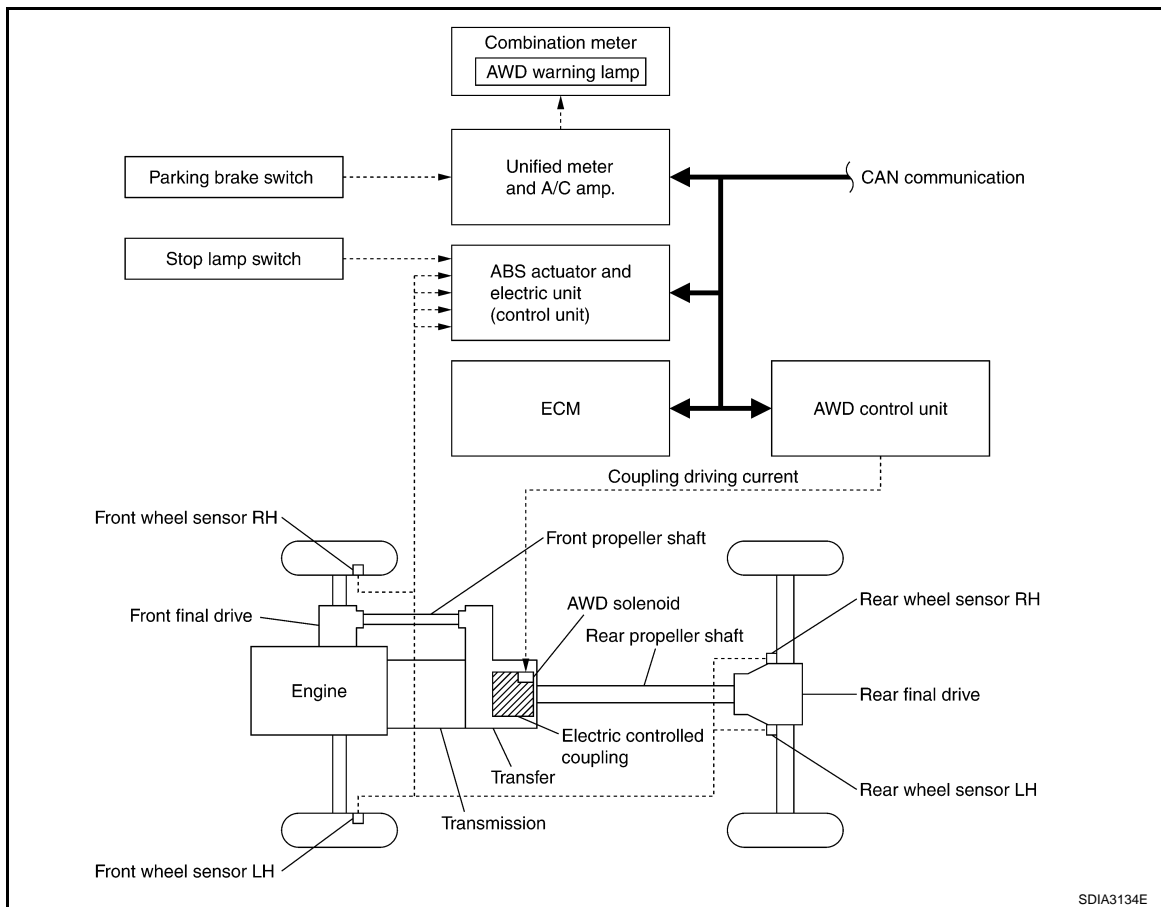 Combination meter
AWD warning lamp
Parking brake switch
Unified meter
and A/C amp.
CAN communication
Stop lamp switch
ABS actuator and
electric unit
(control unit)
ECM
AWD control unit
Coupling driving current
Front wheel sensor RH
Front propeller shaft
Front final drive
AWD solenoid
Rear propeller shaft
Rear wheel sensor RH
Engine
Rear final drive
Electric controlled
coupling
Transfer
Rear wheel sensor LH
Transmission
Front wheel sensor LH
SDIA3134E